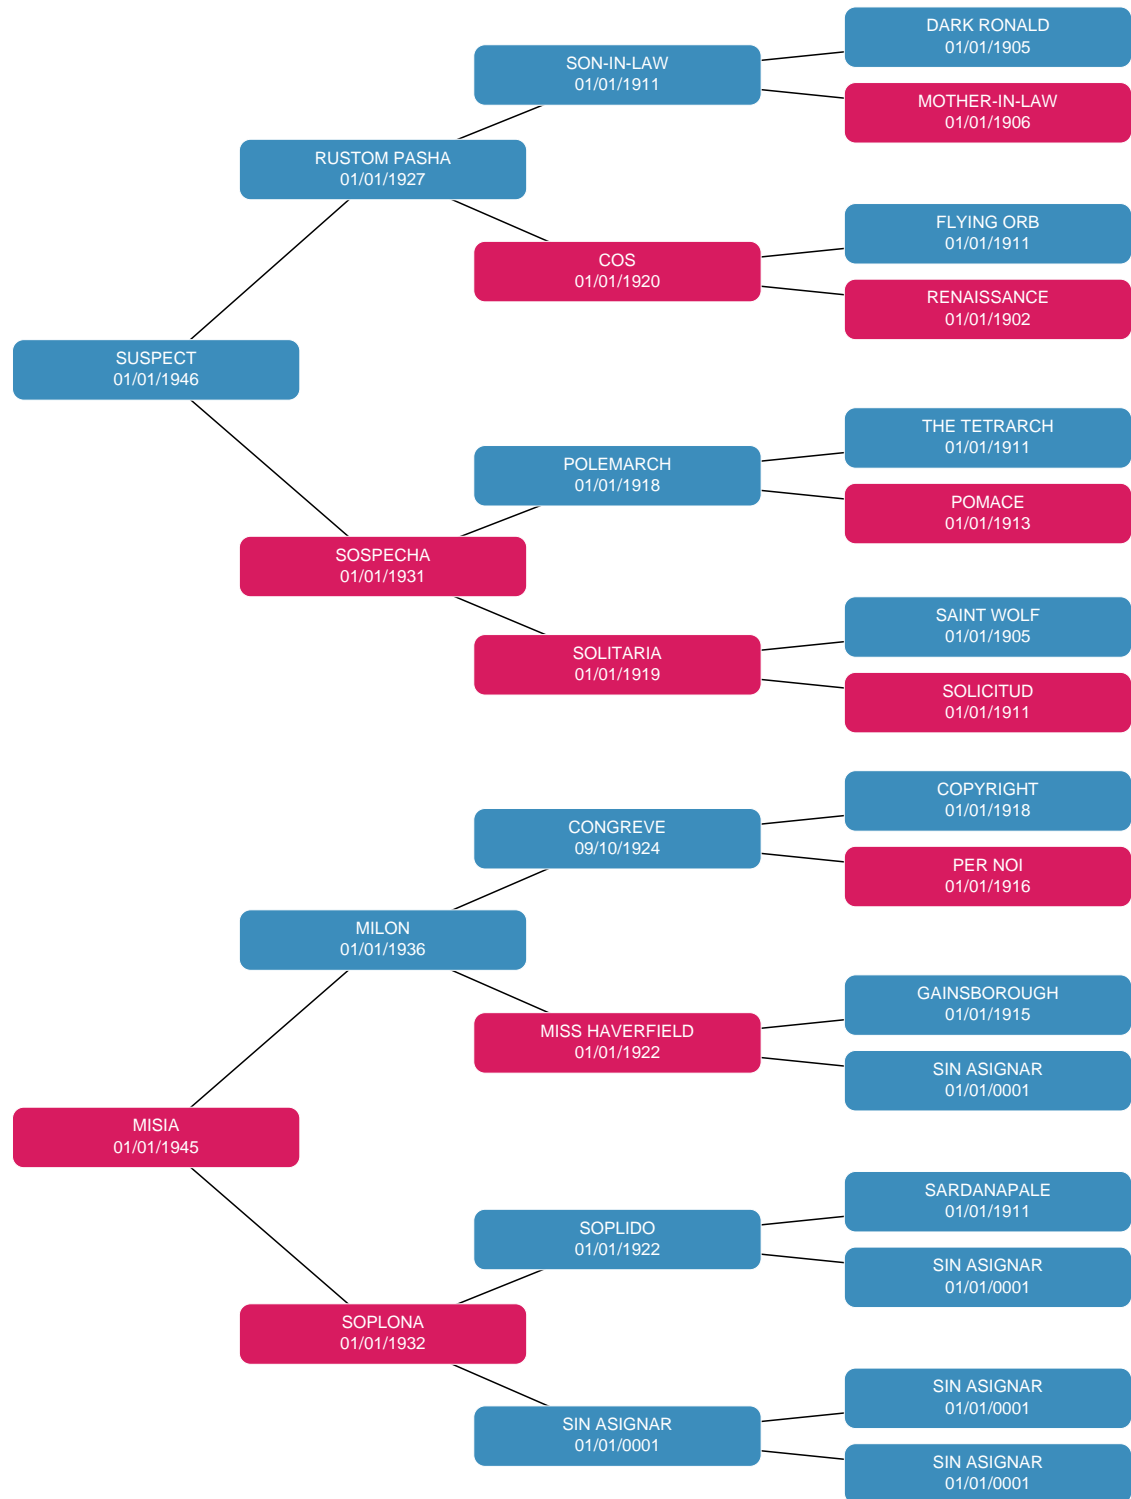 DARK RONALD
01/01/1905
SON-IN-LAW
01/01/1911
MOTHER-IN-LAW
01/01/1906
RUSTOM PASHA
01/01/1927
FLYING ORB
01/01/1911
COS
01/01/1920
RENAISSANCE
01/01/1902
SUSPECT
01/01/1946
THE TETRARCH
01/01/1911
POLEMARCH
01/01/1918
POMACE
01/01/1913
SOSPECHA
01/01/1931
SAINT WOLF
01/01/1905
SOLITARIA
01/01/1919
SOLICITUD
01/01/1911
COPYRIGHT
01/01/1918
CONGREVE
09/10/1924
PER NOI
01/01/1916
MILON
01/01/1936
GAINSBOROUGH
01/01/1915
MISS HAVERFIELD
01/01/1922
SIN ASIGNAR
01/01/0001
MISIA
01/01/1945
SARDANAPALE
01/01/1911
SOPLIDO
01/01/1922
SIN ASIGNAR
01/01/0001
SOPLONA
01/01/1932
SIN ASIGNAR
01/01/0001
SIN ASIGNAR
01/01/0001
SIN ASIGNAR
01/01/0001